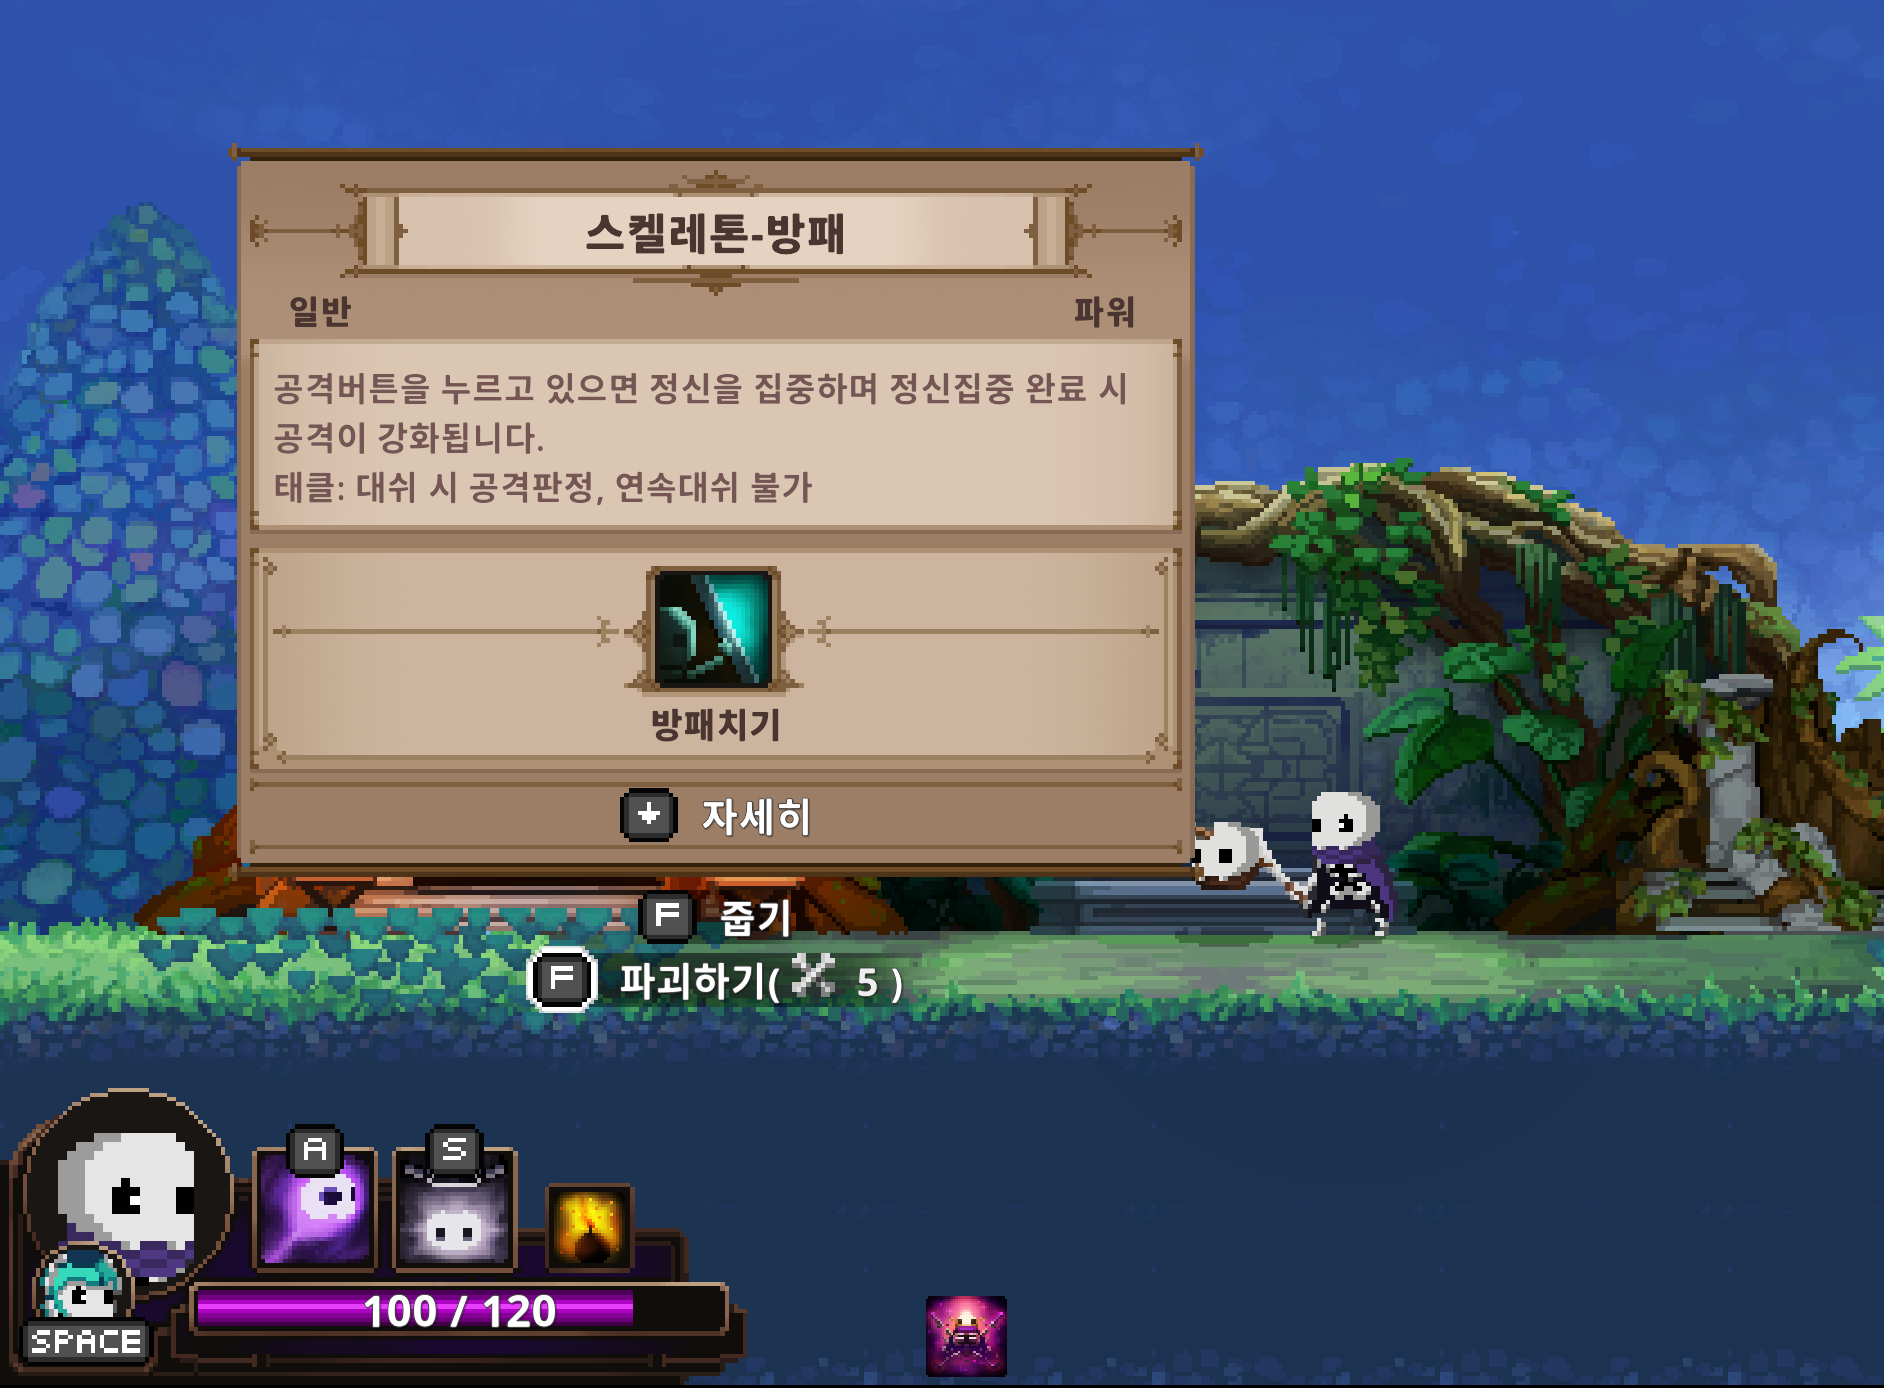 스켈레톤-방패
일반 파워
공격버튼을 누르고 있으면 정신을 집중하며 정신집중 완료 시
공격이 강화됩니다.
태클: 대쉬 시 공격판정, 연속대쉬 불가
방패치기
자세히
F 줍기
F 파괴하기( 5 )
A S
100 / 120
SPACE